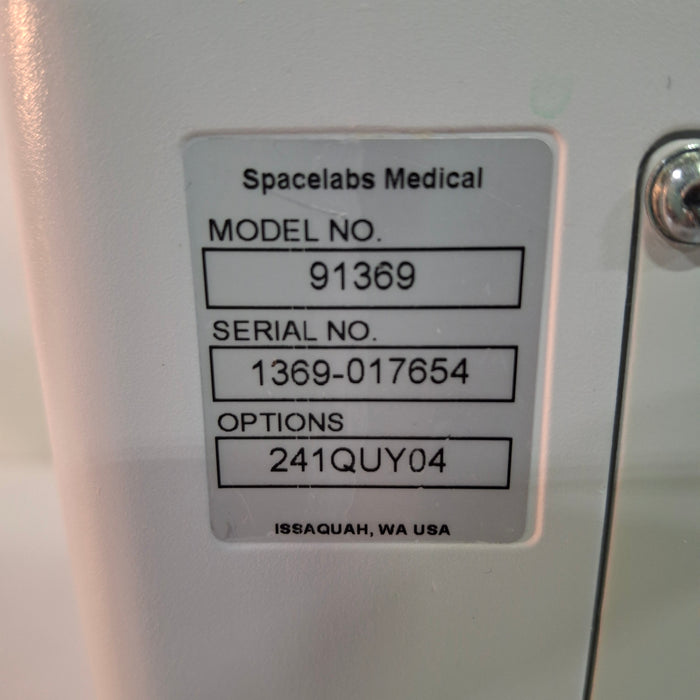 Spacelabs Medical
MODEL NO.
91369
SERIAL NO.
1369-017654
OPTIONS
241QUY04
ISSAQUAH, WA USA